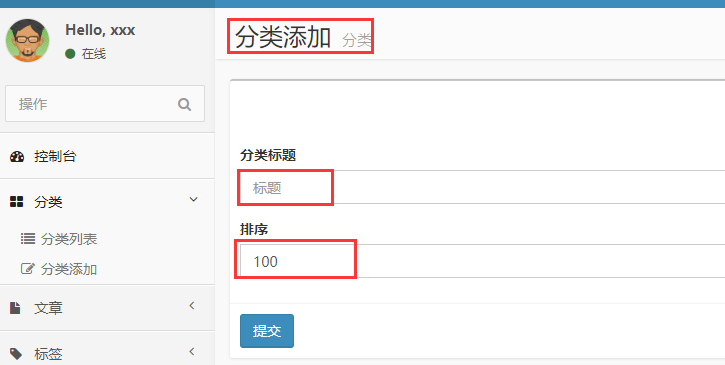 Hello, xxx
在线
操作
控制台
分类
分类列表
分类添加
文章
标签
分类添加 分类
分类标题
标题
排序
100
提交